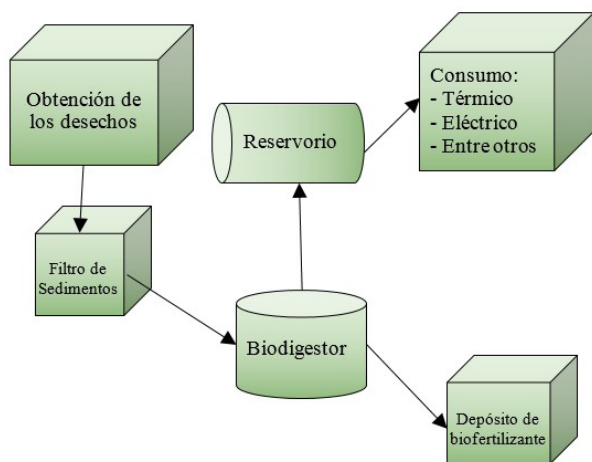 Obtención de
los desechos
Filtro de
Sedimentos
Biodigestor
Reservorio
Consumo:
- Térmico
- Eléctrico
- Entre otros
Depósito de
biofertilizante